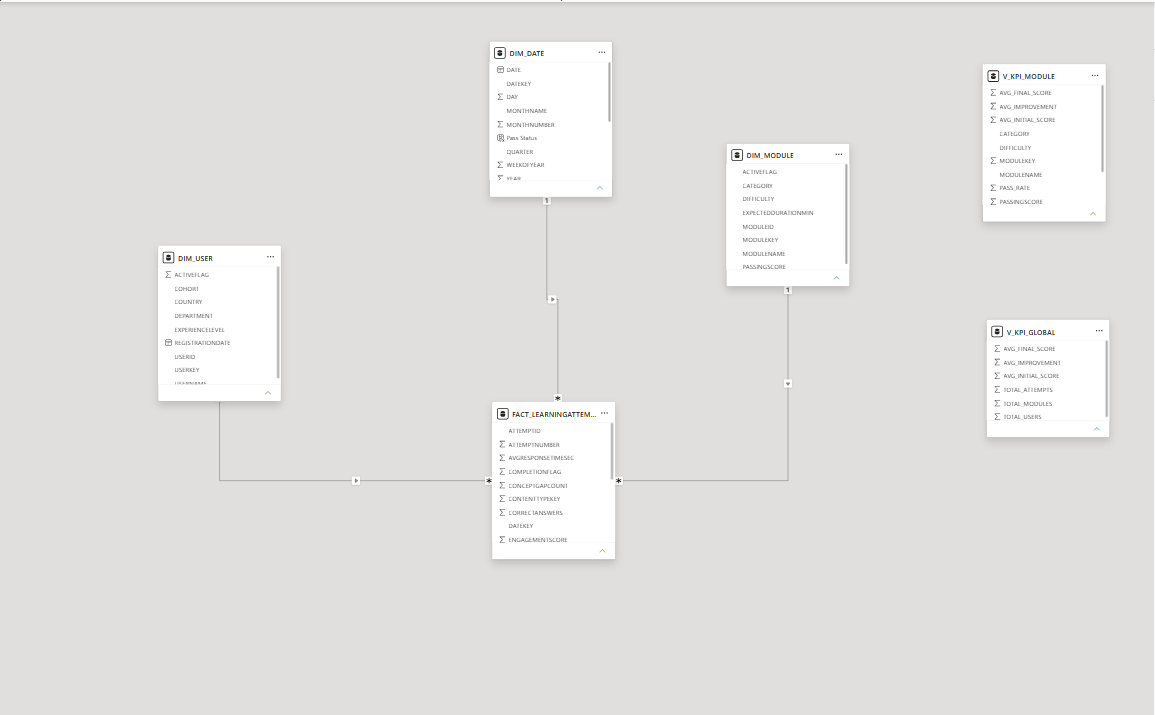 DIM_DATE
DATE
DATEKEY
DAY
MONTHNAME
MONTHNUMBER
Pass Status
QUARTER
WEEKOFYEAR
YEAR
1
V_KPI_MODULE
AVG_FINAL_SCORE
AVG_IMPROVEMENT
AVG_INITIAL_SCORE
CATEGORY
DIFFICULTY
MODULEKEY
MODULENAME
PASS_RATE
PASSINGSCORE
DIM_MODULE
ACTIVEFLAG
CATEGORY
DIFFICULTY
EXPECTEDDURATIONMIN
MODULEID
MODULEKEY
MODULENAME
PASSINGSCORE
1
DIM_USER
ACTIVEFLAG
COHORT
COUNTRY
DEPARTMENT
EXPERIENCELEVEL
REGISTRATIONDATE
USERID
USERKEY
USERNAME
V_KPI_GLOBAL
AVG_FINAL_SCORE
AVG_IMPROVEMENT
AVG_INITIAL_SCORE
TOTAL_ATTEMPTS
TOTAL_MODULES
TOTAL_USERS
*
FACT_LEARNINGATTEM...
ATTEMPTID
ATTEMPTNUMBER
AVGRESPONSETIMESEC
COMPLETIONFLAG
CONCEPTGAPCOUNT
CONTENTTYPEKEY
CORRECTANSWERS
DATEKEY
ENGAGEMENTSCORE
*
*